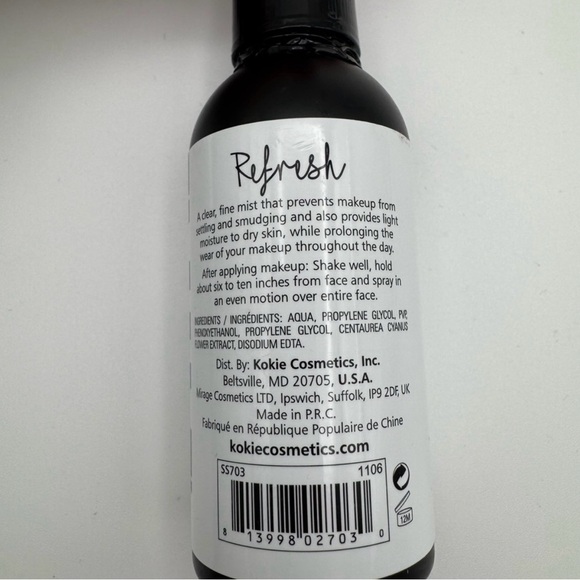 Refresh
A clear, fine mist that prevents makeup from
settling and smudging and also provides light
moisture to dry skin, while prolonging the
wear of your makeup throughout the day.
After applying makeup: Shake well, hold
about six to ten inches from face and spray in
an even motion over entire face.
INGREDIENTS / INGRÉDIENTS: AQUA, PROPYLENE GLYCOL, PVP,
PHENOXYETHANOL, PROPYLENE GLYCOL, CENTAUREA CYANUS
FLOWER EXTRACT, DISODIUM EDTA.
Dist. By: Kokie Cosmetics, Inc.
Beltsville, MD 20705, U.S.A.
Mirage Cosmetics LTD, Ipswich, Suffolk, IP9 2DF, UK
Made in P.R.C.
Fabriqué en République Populaire de Chine
kokiecosmetics.com
SS703 1106
8 13998 02703 0
12M